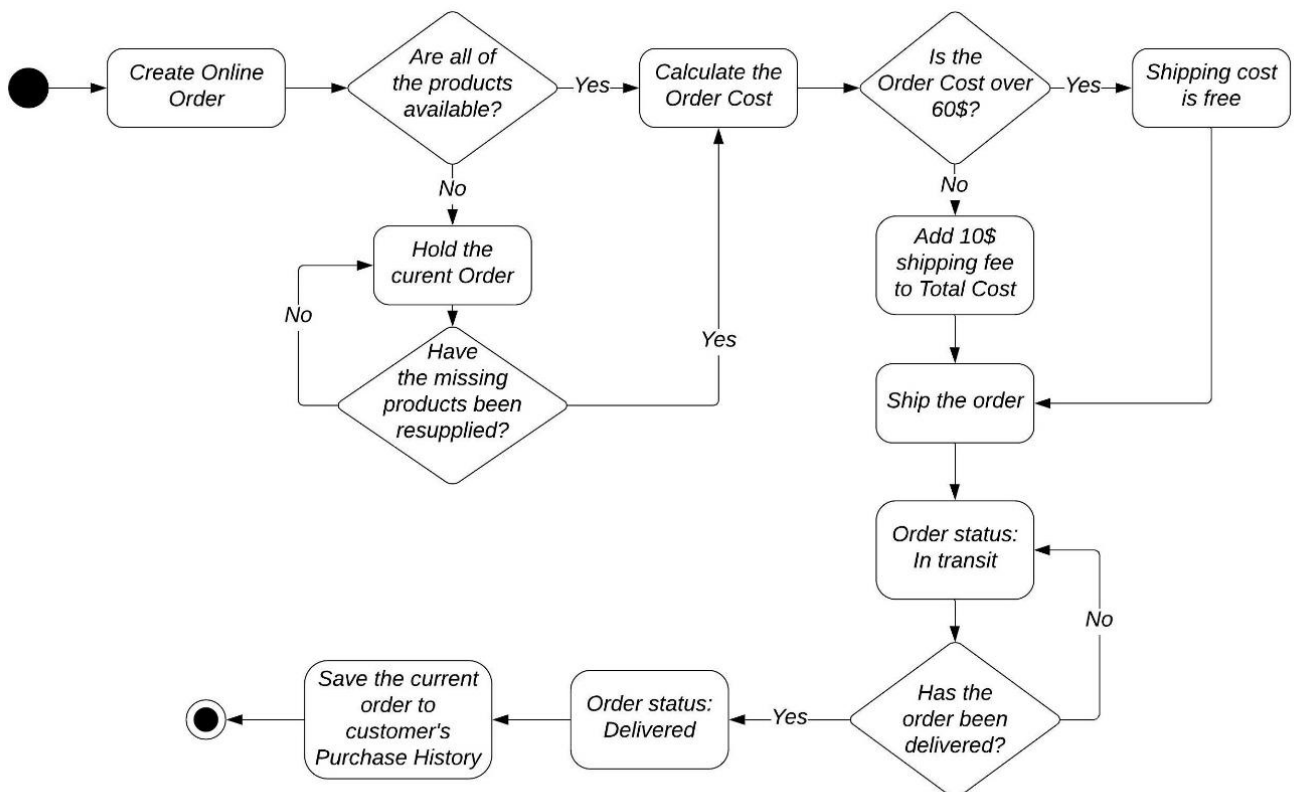 Create Online
Order
Are all of
the products
available?
Yes
Calculate the
Order Cost
Is the
Order Cost over
60$?
Yes
Shipping cost
is free
No
Hold the
curent Order
No
Have
the missing
products been
resupplied?
Yes
No
Add 10$
shipping fee
to Total Cost
Ship the order
Order status:
In transit
No
Has the
order been
delivered?
Yes
Order status:
Delivered
Save the current
order to
customer's
Purchase History